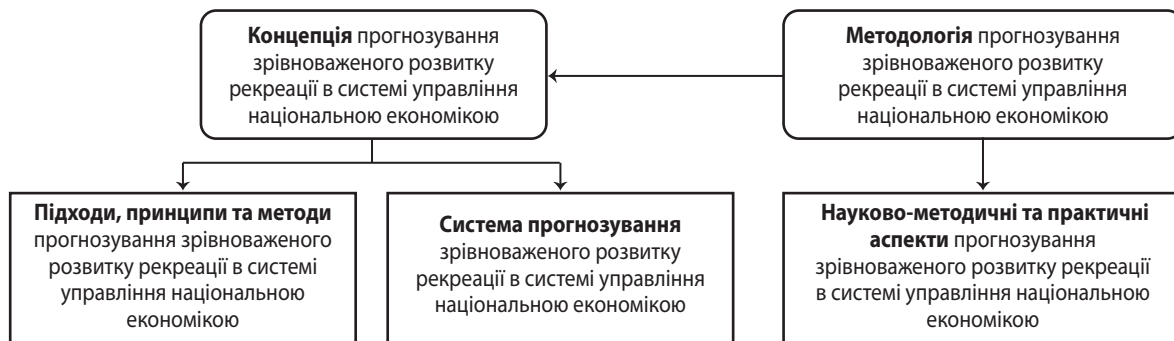 Концепція прогнозування
зрівноваженого розвитку
рекреації в системі управління
національною економікою
Методологія прогнозування
зрівноваженого розвитку
рекреації в системі управління
національною економікою
Підходи, принципи та методи
прогнозування зрівноваженого
розвитку рекреації в системі
управління національною
економікою
Система прогнозування
зрівноваженого розвитку
рекреації в системі управління
національною економікою
Науково-методичні та практичні
аспекти прогнозування
зрівноваженого розвитку рекреації
в системі управління національною
економікою